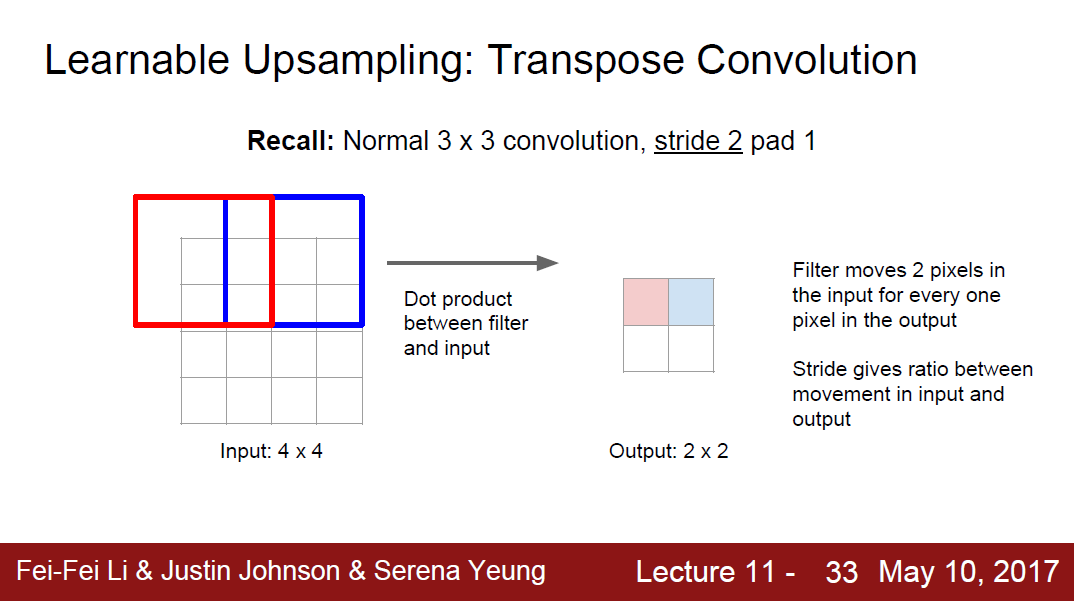 Learnable Upsampling: Transpose Convolution
Recall: Normal 3 x 3 convolution, stride 2 pad 1
Dot product
between filter
and input
Filter moves 2 pixels in
the input for every one
pixel in the output
Stride gives ratio between
movement in input and
output
Input: 4 x 4
Output: 2 x 2
Fei-Fei Li & Justin Johnson & Serena Yeung
Lecture 11 - 33 May 10, 2017